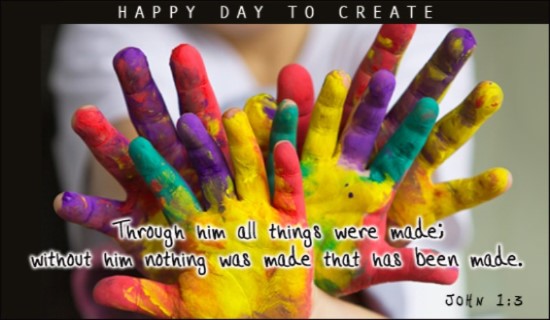 HAPPY DAY TO CREATE
Through him all things were made;
without him nothing was made that has been made.
JOHN 1:3